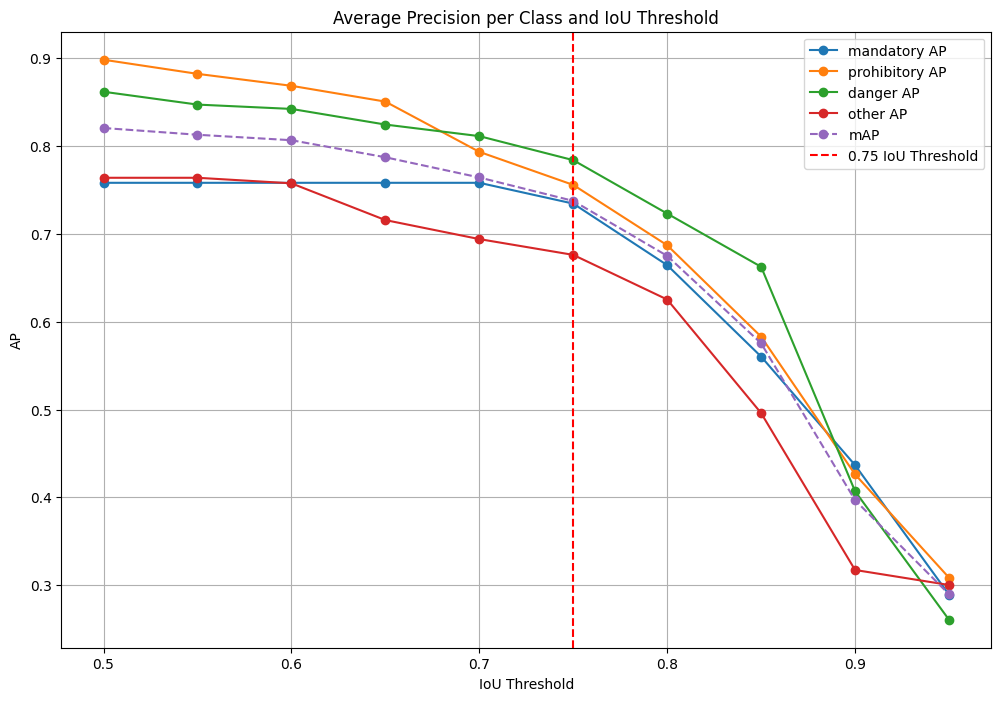 Average Precision per Class and IoU Threshold
mandatory AP
prohibitory AP
danger AP
other AP
mAP
0.75 IoU Threshold
AP
0.9
0.8
0.7
0.6
0.5
0.4
0.3
0.5 0.6 0.7 0.8 0.9
IoU Threshold